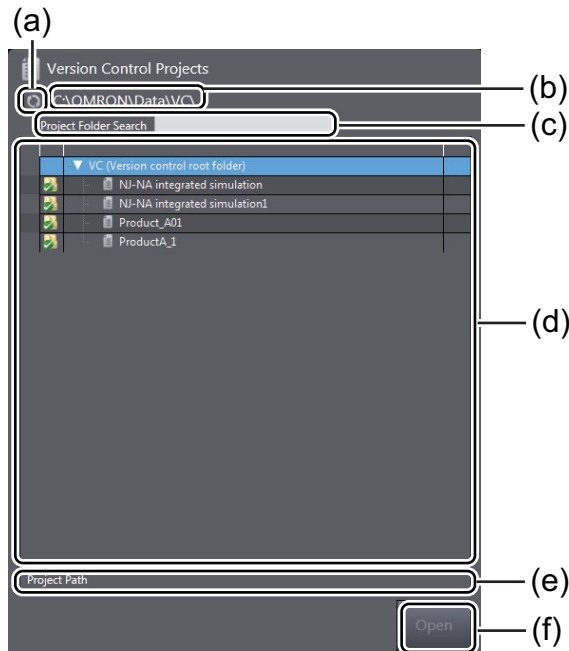 (a)
Version Control Projects
C:\OMRON\Data\VC\
(b)
Project Folder Search
(c)
VC (Version control root folder)
NJ-NA integrated simulation
NJ-NA integrated simulation1
Product_A01
ProductA_1
(d)
Project Path
(e)
Open
(f)